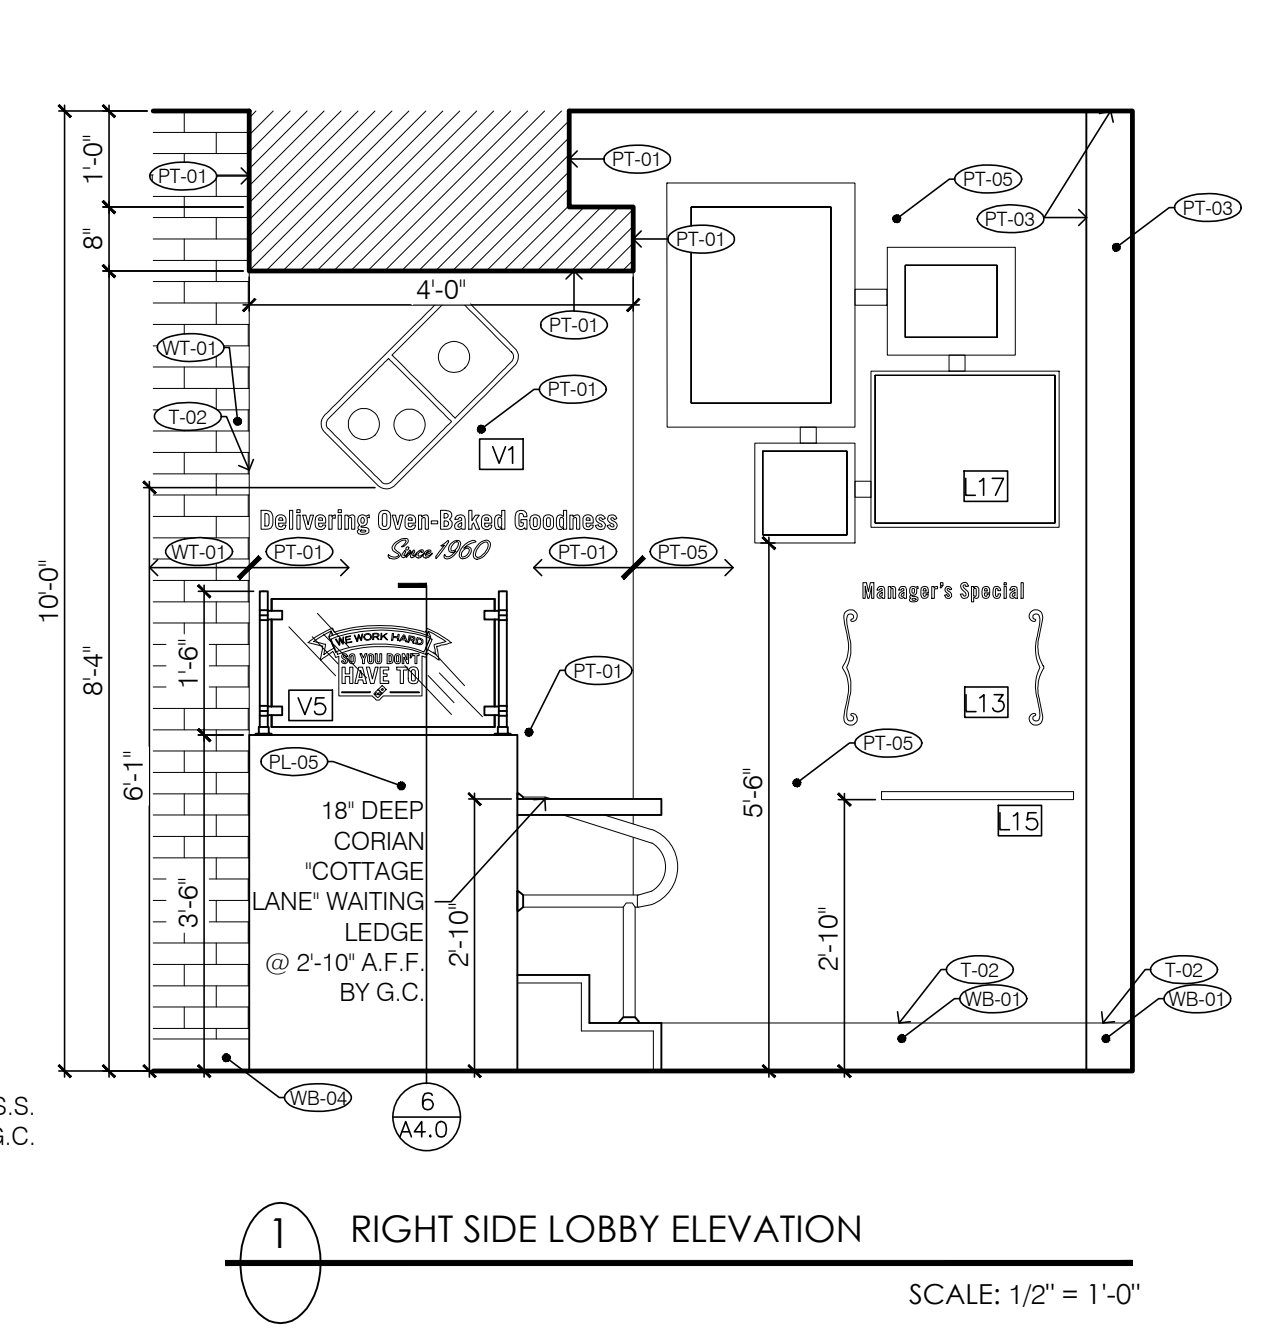 1'-0"
PT-01
PT-01
PT-05
PT-03
PT-03
8"
PT-01
4'-0"
PT-01
WT-01
PT-01
T-02
V1
L17
Delivering Oven-Baked Goodness
Since 1960
WT-01
PT-01
PT-01
PT-05
10'-0"
Manager's Special
8'-4"
1'-6"
WE WORK HARD
SO YOU DON'T
HAVE TO
V5
PT-01
L13
6'-1"
PL-05
PT-05
5'-6"
18" DEEP
CORIAN
"COTTAGE
LANE" WAITING
LEDGE
@ 2'-10" A.F.F.
BY G.C.
L15
3'-6"
2'-10"
2'-10"
T-02
WB-01
T-02
WB-01
WB-04
6
A4.0
S.S.
G.C.
1
RIGHT SIDE LOBBY ELEVATION
SCALE: 1/2" = 1'-0"